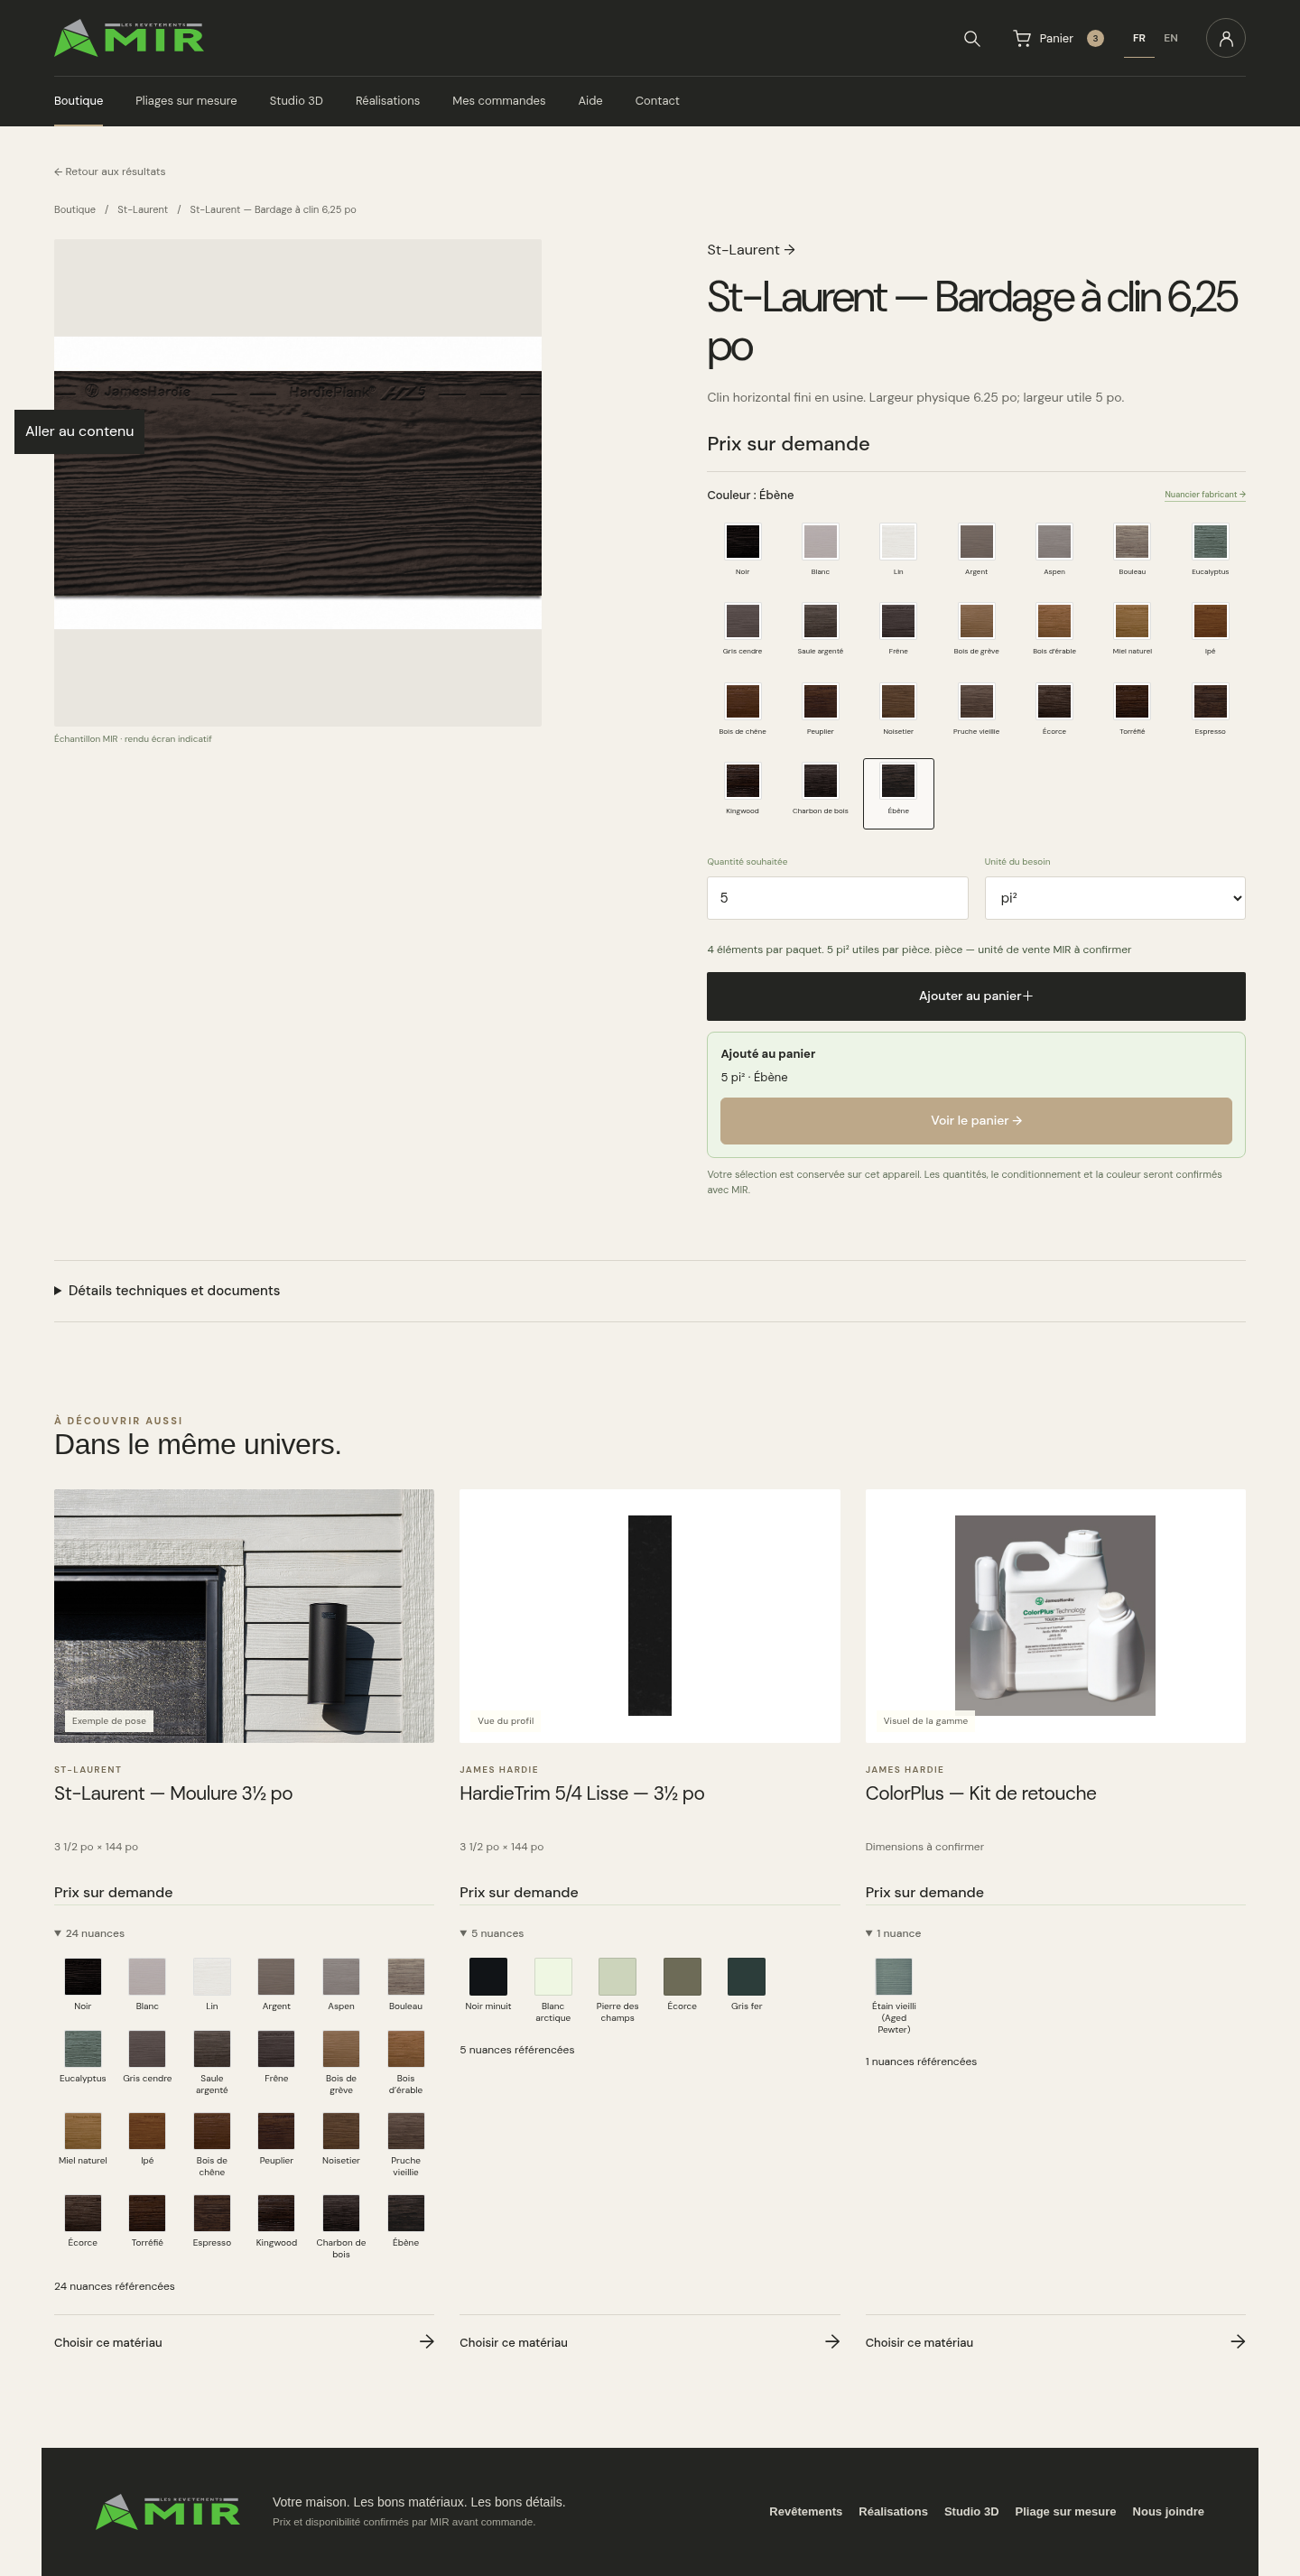 LES REVÊTEMENTS
MIR
Panier 3 FR EN
Boutique Pliages sur mesure Studio 3D Réalisations Mes commandes Aide Contact
← Retour aux résultats
Boutique / St-Laurent / St-Laurent — Bardage à clin 6,25 po
St-Laurent →
St-Laurent — Bardage à clin 6,25
po
Clin horizontal fini en usine. Largeur physique 6.25 po; largeur utile 5 po.
Prix sur demande
JamesHardie HardiePlank
Aller au contenu
Échantillon MIR · rendu écran indicatif
Couleur : Ébène Nuancier fabricant →
Noir Blanc Lin Argent Aspen Bouleau Eucalyptus
Gris cendre Saule argenté Frêne Bois de grève Bois d'érable Miel naturel Ipé
Bois de chêne Peuplier Noisetier Pruche vieillie Écorce Torréfié Espresso
Kingwood Charbon de bois Ébène
Quantité souhaitée Unité du besoin
5 pi²
4 éléments par paquet. 5 pi² utiles par pièce. pièce — unité de vente MIR à confirmer
Ajouter au panier+
Ajouté au panier
5 pi² · Ébène
Voir le panier →
Votre sélection est conservée sur cet appareil. Les quantités, le conditionnement et la couleur seront confirmés
avec MIR.
Détails techniques et documents
À DÉCOUVRIR AUSSI
Dans le même univers.
JamesHardie
ColorPlus Technology
TOUCH-UP
Exemple de pose Vue du profil Visuel de la gamme
ST-LAURENT JAMES HARDIE JAMES HARDIE
St-Laurent — Moulure 3½ po HardieTrim 5/4 Lisse — 3½ po ColorPlus — Kit de retouche
3 1/2 po × 144 po 3 1/2 po × 144 po Dimensions à confirmer
Prix sur demande Prix sur demande Prix sur demande
24 nuances 5 nuances 1 nuance
Noir Blanc Lin Argent Aspen Bouleau
Eucalyptus Gris cendre Saule argenté Frêne Bois de grève Bois d'érable
Miel naturel Ipé Bois de chêne Peuplier Noisetier Pruche vieillie
Écorce Torréfié Espresso Kingwood Charbon de bois Ébène
24 nuances référencées
Noir minuit Blanc arctique Pierre des champs Écorce Gris fer
5 nuances référencées
Étain vieilli (Aged Pewter)
1 nuances référencées
Choisir ce matériau Choisir ce matériau Choisir ce matériau
LES REVÊTEMENTS
MIR
Votre maison. Les bons matériaux. Les bons détails.
Prix et disponibilité confirmés par MIR avant commande.
Revêtements Réalisations Studio 3D Pliage sur mesure Nous joindre